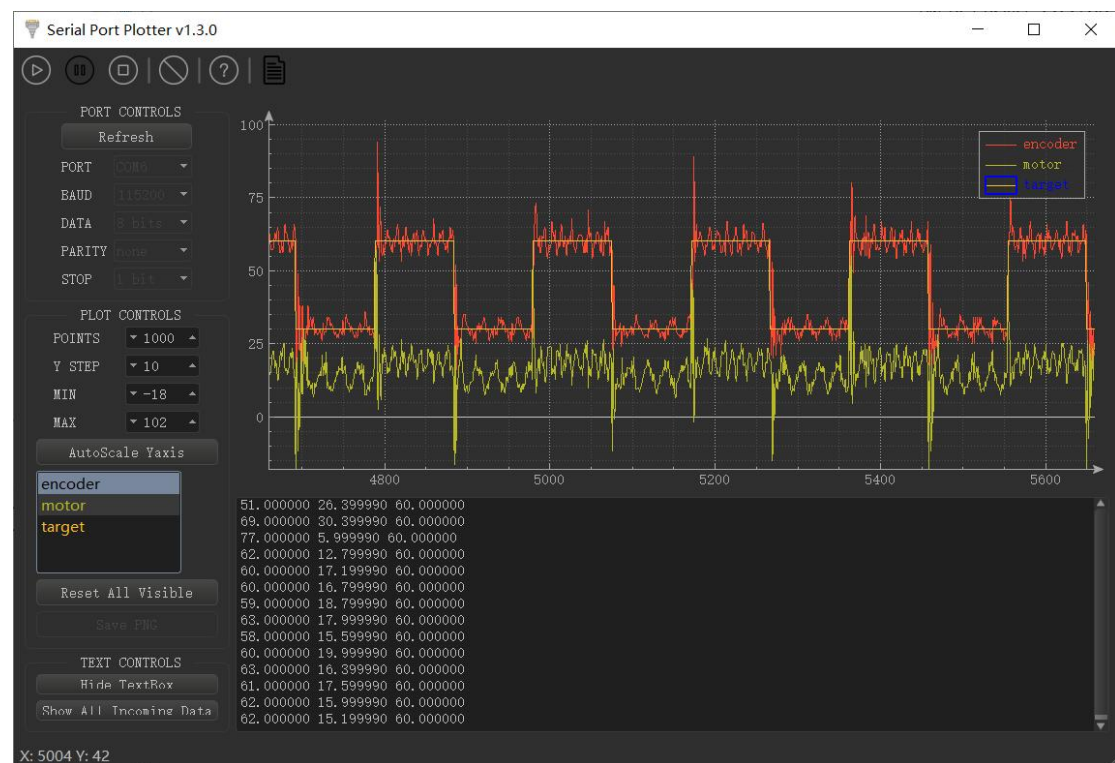 Serial Port Plotter v1.3.0
PORT CONTROLS
Refresh
PORT COM6
BAUD 115200
DATA 8 bits
PARITY none
STOP 1 bit
PLOT CONTROLS
POINTS 1000
Y STEP 10
MIN -18
MAX 102
AutoScale Yaxis
encoder
motor
target
Reset All Visible
Save PNG
TEXT CONTROLS
Hide TextBox
Show All Incoming Data
100
75
50
25
0
4800 5000 5200 5400 5600
encoder
motor
target
51.000000 26.399990 60.000000
69.000000 30.399990 60.000000
77.000000 5.999990 60.000000
62.000000 12.799990 60.000000
60.000000 17.199990 60.000000
60.000000 16.799990 60.000000
59.000000 18.799990 60.000000
63.000000 17.999990 60.000000
58.000000 15.599990 60.000000
60.000000 19.999990 60.000000
63.000000 16.399990 60.000000
61.000000 17.599990 60.000000
62.000000 15.999990 60.000000
62.000000 15.199990 60.000000
X: 5004 Y: 42